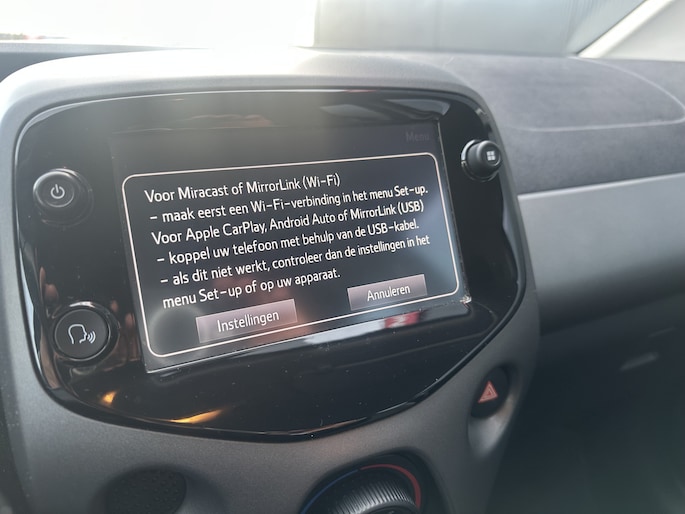 Menu
Voor Miracast of MirrorLink (Wi-Fi)
- maak eerst een Wi-Fi-verbinding in het menu Set-up.
Voor Apple CarPlay, Android Auto of MirrorLink (USB)
- koppel uw telefoon met behulp van de USB-kabel.
- als dit niet werkt, controleer dan de instellingen in het
menu Set-up of op uw apparaat.
Instellingen
Annuleren